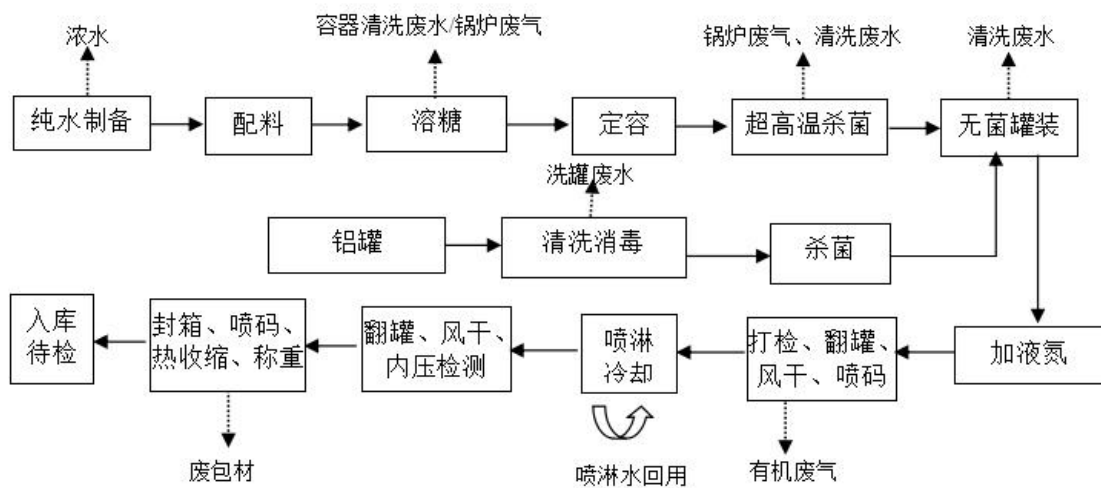 浓水
容器清洗废水/锅炉废气
锅炉废气、清洗废水
清洗废水
纯水制备
配料
溶糖
定容
超高温杀菌
无菌罐装
洗罐废水
铝罐
清洗消毒
杀菌
入库
待检
封箱、喷码、
热收缩、称重
翻罐、风干、
内压检测
喷淋
冷却
打检、翻罐、
风干、喷码
加液氮
废包材
喷淋水回用
有机废气